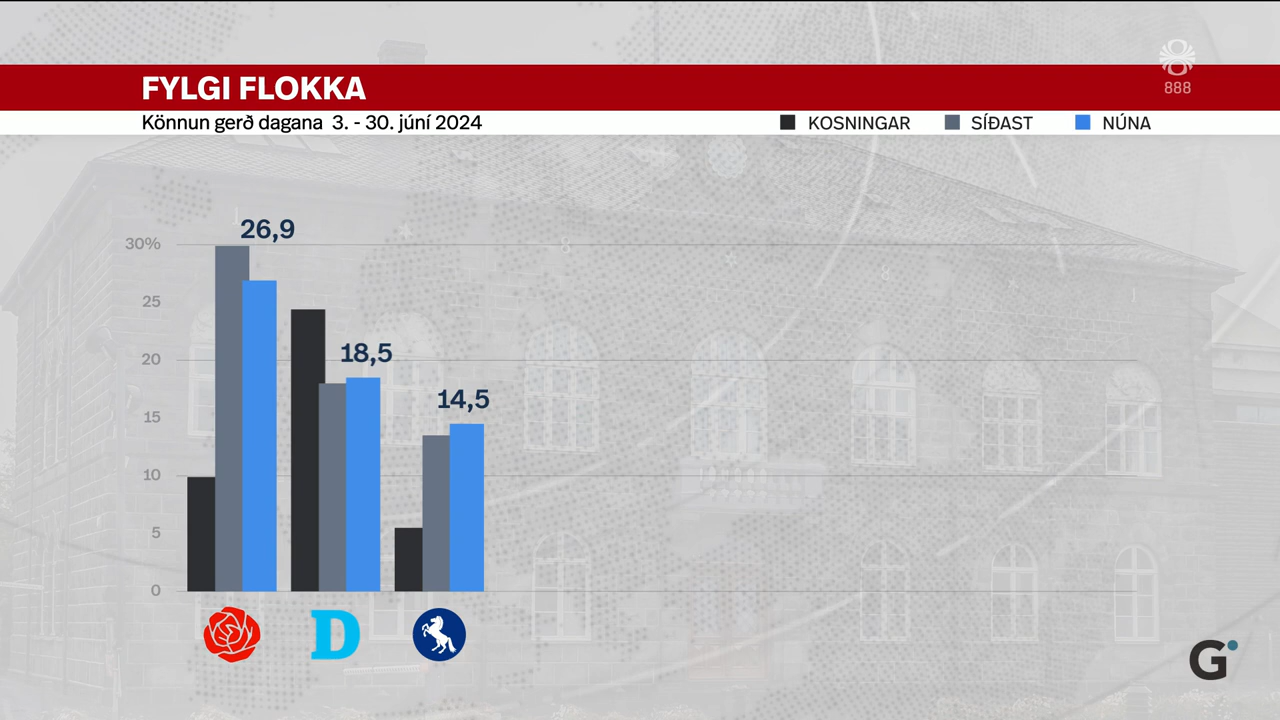 888
FYLGI FLOKKA
Könnun gerð dagana 3. - 30. júní 2024
KOSNINGAR
SÍÐAST
NÚNA
30%
25
20
15
10
5
0
26,9
18,5
14,5
D
G